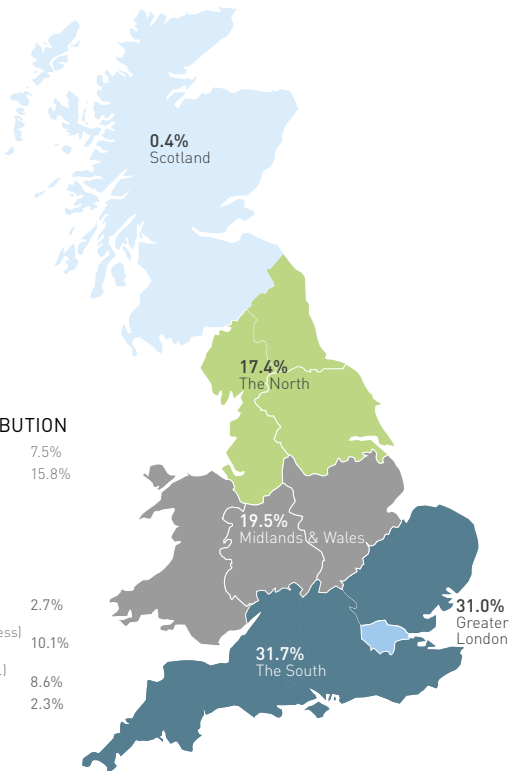 0.4%
Scotland
17.4%
The North
BUTION
7.5%
15.8%
19.5%
Midlands & Wales
2.7%
ess)
10.1%
.)
8.6%
2.3%
31.0%
Greater
London
31.7%
The South